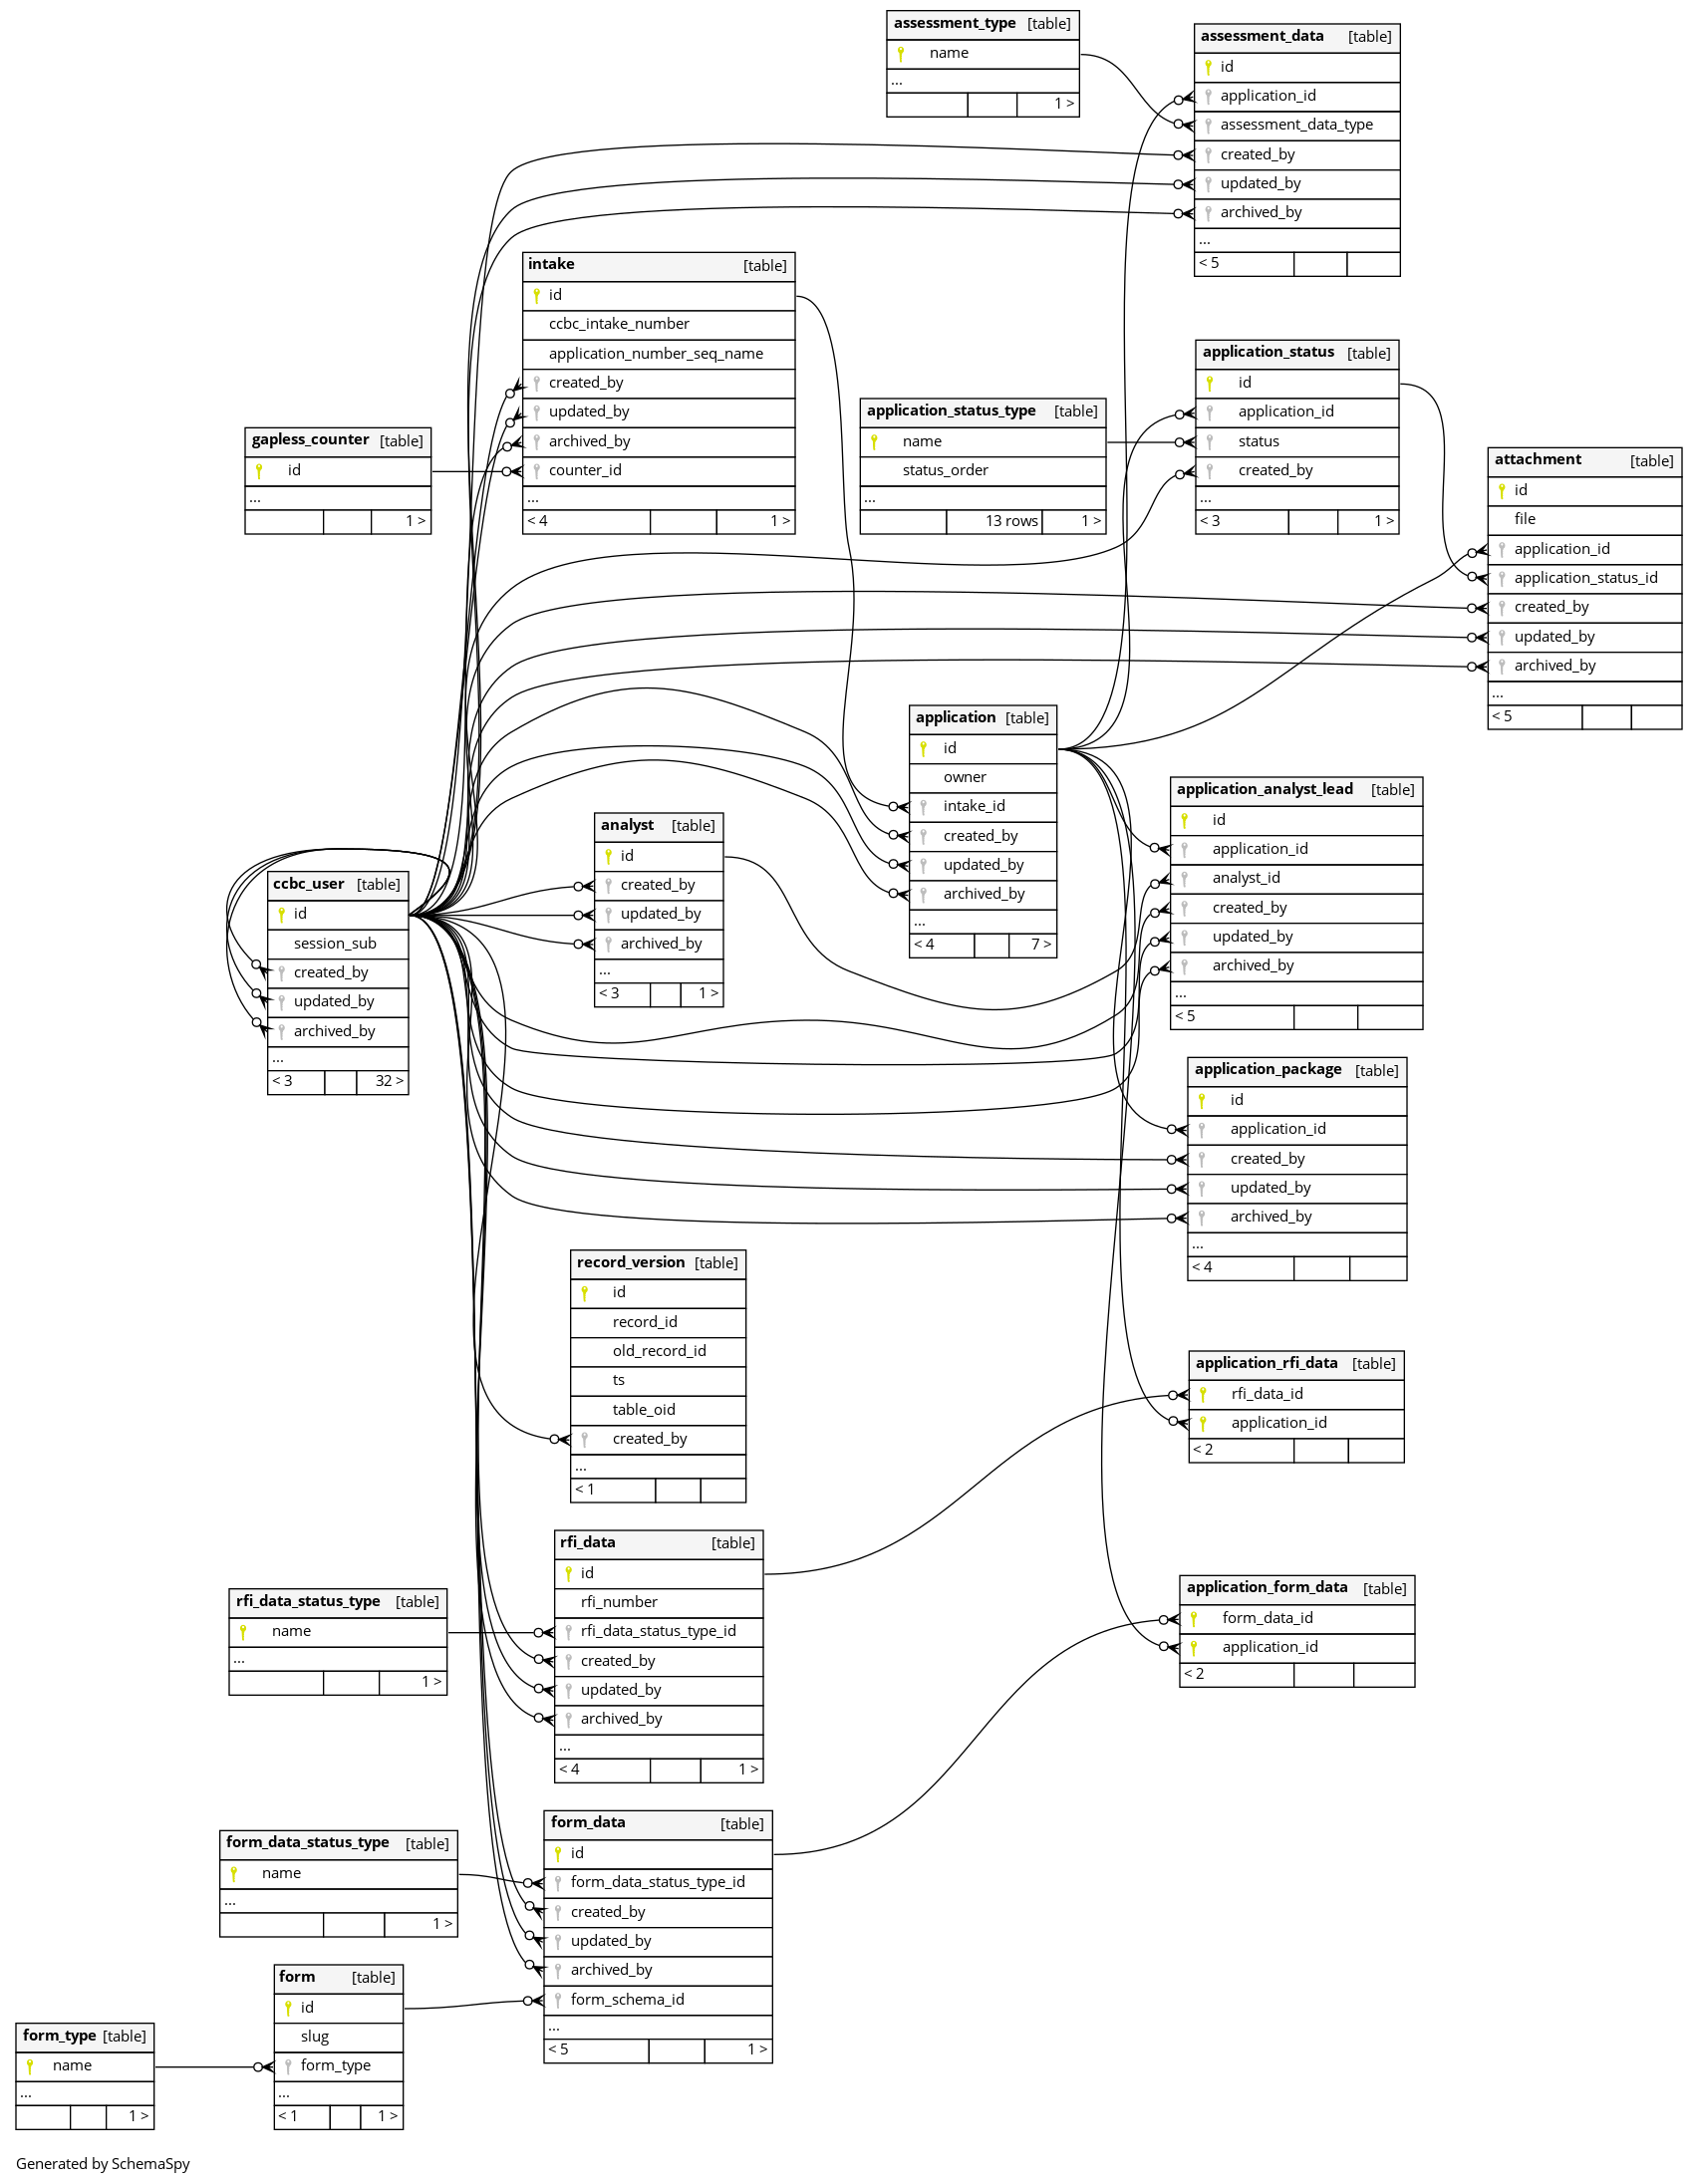 assessment_type [table]
name
...
1 >
assessment_data [table]
id
application_id
assessment_data_type
created_by
updated_by
archived_by
...
< 5
intake [table]
id
ccbc_intake_number
application_number_seq_name
created_by
updated_by
archived_by
counter_id
...
< 4 1 >
application_status [table]
id
application_id
status
created_by
...
< 3 1 >
application_status_type [table]
name
status_order
...
13 rows 1 >
gapless_counter [table]
id
...
1 >
attachment [table]
id
file
application_id
application_status_id
created_by
updated_by
archived_by
...
< 5
application [table]
id
owner
intake_id
created_by
updated_by
archived_by
...
< 4 7 >
application_analyst_lead [table]
id
application_id
analyst_id
created_by
updated_by
archived_by
...
< 5
analyst [table]
id
created_by
updated_by
archived_by
...
< 3 1 >
ccbc_user [table]
id
session_sub
created_by
updated_by
archived_by
...
< 3 32 >
application_package [table]
id
application_id
created_by
updated_by
archived_by
...
< 4
record_version [table]
id
record_id
old_record_id
ts
table_oid
created_by
...
< 1
application_rfi_data [table]
rfi_data_id
application_id
< 2
rfi_data [table]
id
rfi_number
rfi_data_status_type_id
created_by
updated_by
archived_by
...
< 4 1 >
rfi_data_status_type [table]
name
...
1 >
application_form_data [table]
form_data_id
application_id
< 2
form_data [table]
id
form_data_status_type_id
created_by
updated_by
archived_by
form_schema_id
...
< 5 1 >
form_data_status_type [table]
name
...
1 >
form [table]
id
slug
form_type
...
< 1 1 >
form_type [table]
name
...
1 >
Generated by SchemaSpy